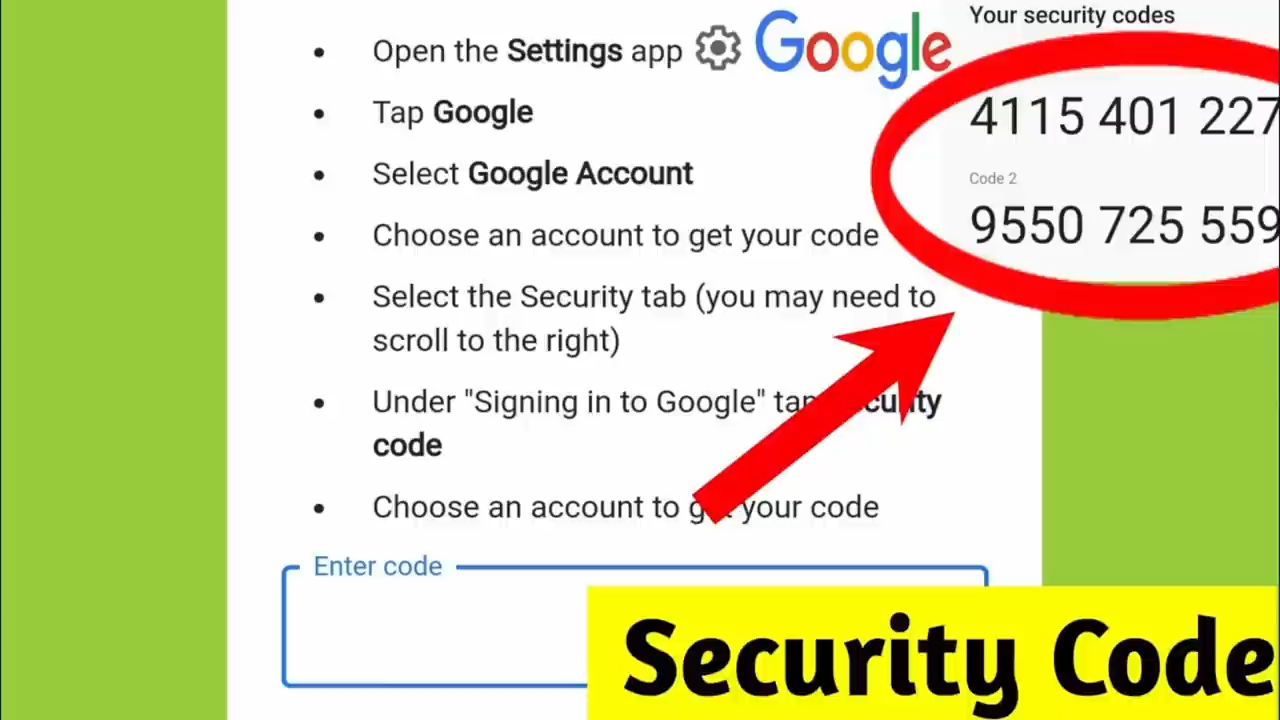 Open the Settings app Google
Tap Google
Select Google Account
Choose an account to get your code
Select the Security tab (you may need to
scroll to the right)
Under "Signing in to Google" tap Security
code
Choose an account to get your code
Enter code
Your security codes
4115 401 227
Code 2
9550 725 559
Security Code